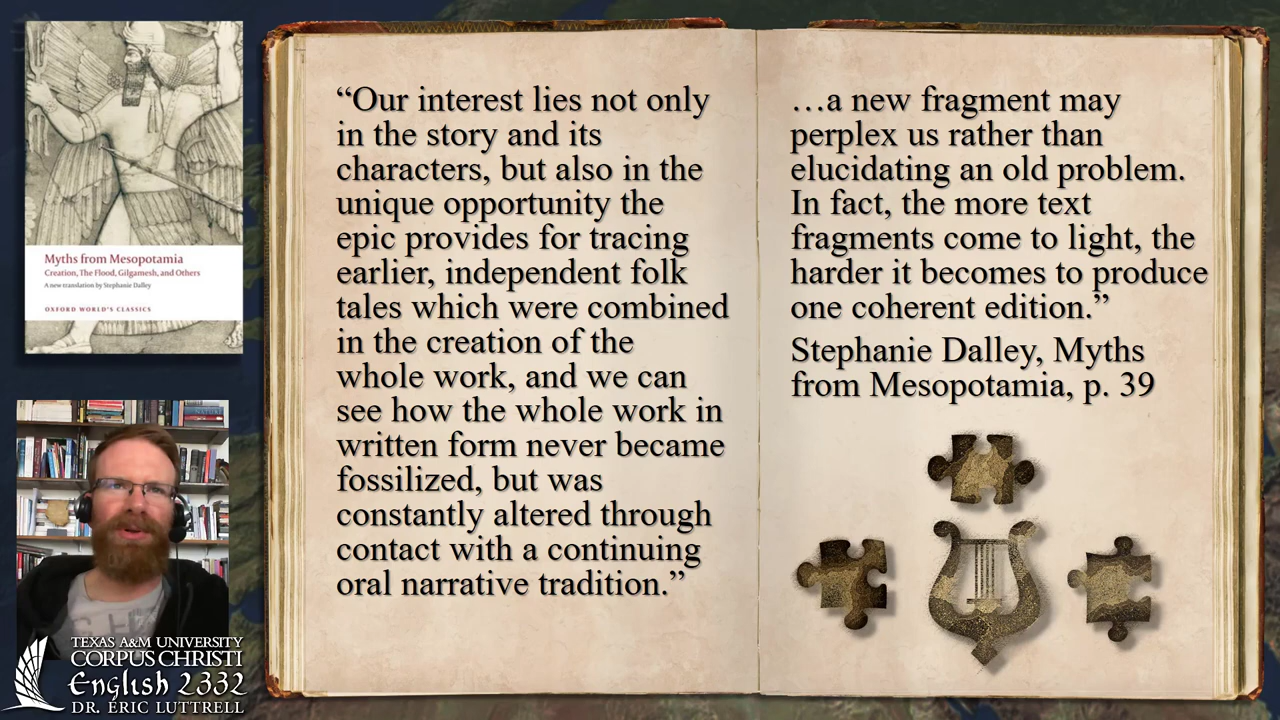 Myths from Mesopotamia
Creation, The Flood, Gilgamesh, and Others
A new translation by Stephanie Dalley
OXFORD WORLD'S CLASSICS
TEXAS A&M UNIVERSITY
CORPUS CHRISTI
English 2332
DR. ERIC LUTTRELL
“Our interest lies not only
in the story and its
characters, but also in the
unique opportunity the
epic provides for tracing
earlier, independent folk
tales which were combined
in the creation of the
whole work, and we can
see how the whole work in
written form never became
fossilized, but was
constantly altered through
contact with a continuing
oral narrative tradition.”
…a new fragment may
perplex us rather than
elucidating an old problem.
In fact, the more text
fragments come to light, the
harder it becomes to produce
one coherent edition.”
Stephanie Dalley, Myths
from Mesopotamia, p. 39